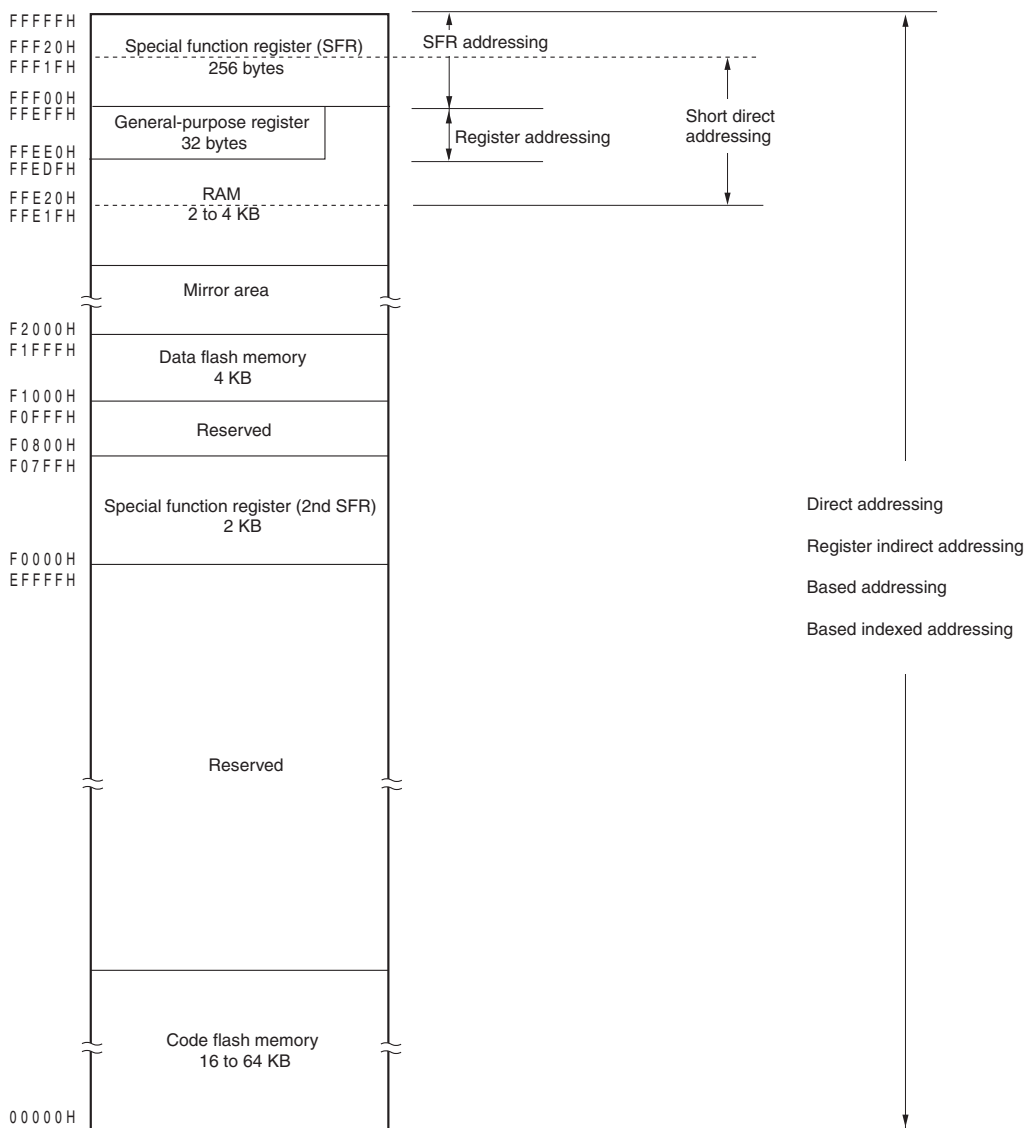 FFFFFH
FFF20H
FFF1FH
FFF00H
FFEFFH
FFEE0H
FFEDFH
FFE20H
FFE1FH
F2000H
F1FFFH
F1000H
F0FFFH
F0800H
F07FFH
F0000H
EFFFFH
00000H
Special function register (SFR)
256 bytes
General-purpose register
32 bytes
RAM
2 to 4 KB
Mirror area
Data flash memory
4 KB
Reserved
Special function register (2nd SFR)
2 KB
Reserved
Code flash memory
16 to 64 KB
SFR addressing
Register addressing
Short direct
addressing
Direct addressing
Register indirect addressing
Based addressing
Based indexed addressing